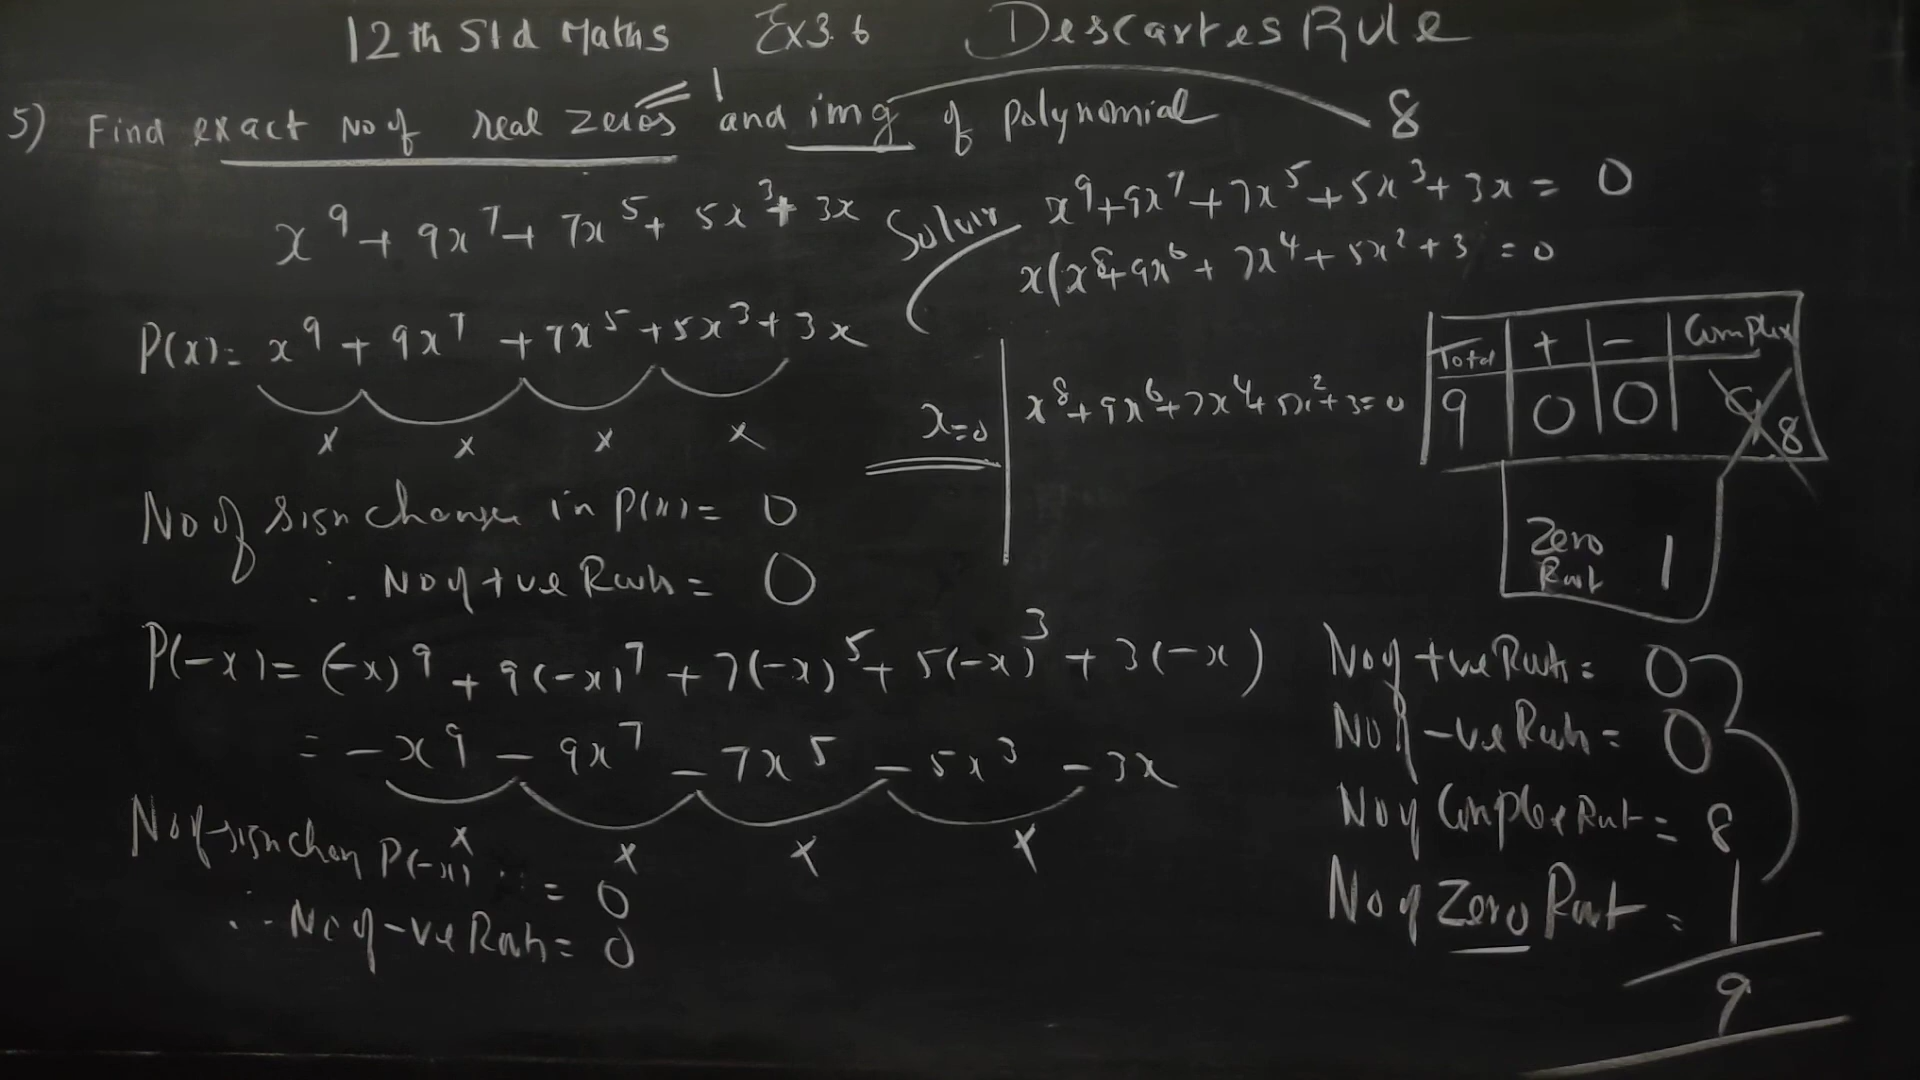 12th Std Maths Ex 3.6 Descartes Rule
5) Find exact No of real zeros 1 and img of polynomial 8
x⁹ + 9x⁷ + 7x⁵ + 5x³ + 3x
P(x) = x⁹ + 9x⁷ + 7x⁵ + 5x³ + 3x
x x x x
No of sign changes in P(x) = 0
∴ No of +ve Roots = 0
P(-x) = (-x)⁹ + 9(-x)⁷ + 7(-x)⁵ + 5(-x)³ + 3(-x)
= -x⁹ - 9x⁷ - 7x⁵ - 5x³ - 3x
x x x x
No of sign chan P(-x) = 0
∴ No of -ve Roots = 0
x⁹ + 9x⁷ + 7x⁵ + 5x³ + 3x = 0
x(x⁸ + 9x⁶ + 7x⁴ + 5x² + 3 = 0
x = 0
x⁸ + 9x⁶ + 7x⁴ + 5x² + 3 = 0
Total + - Complex
9 0 0 8
Zero 1
Root
No of +ve Roots = 0
No of -ve Roots = 0
No of Complex Root = 8
No of Zero Root = 1
9